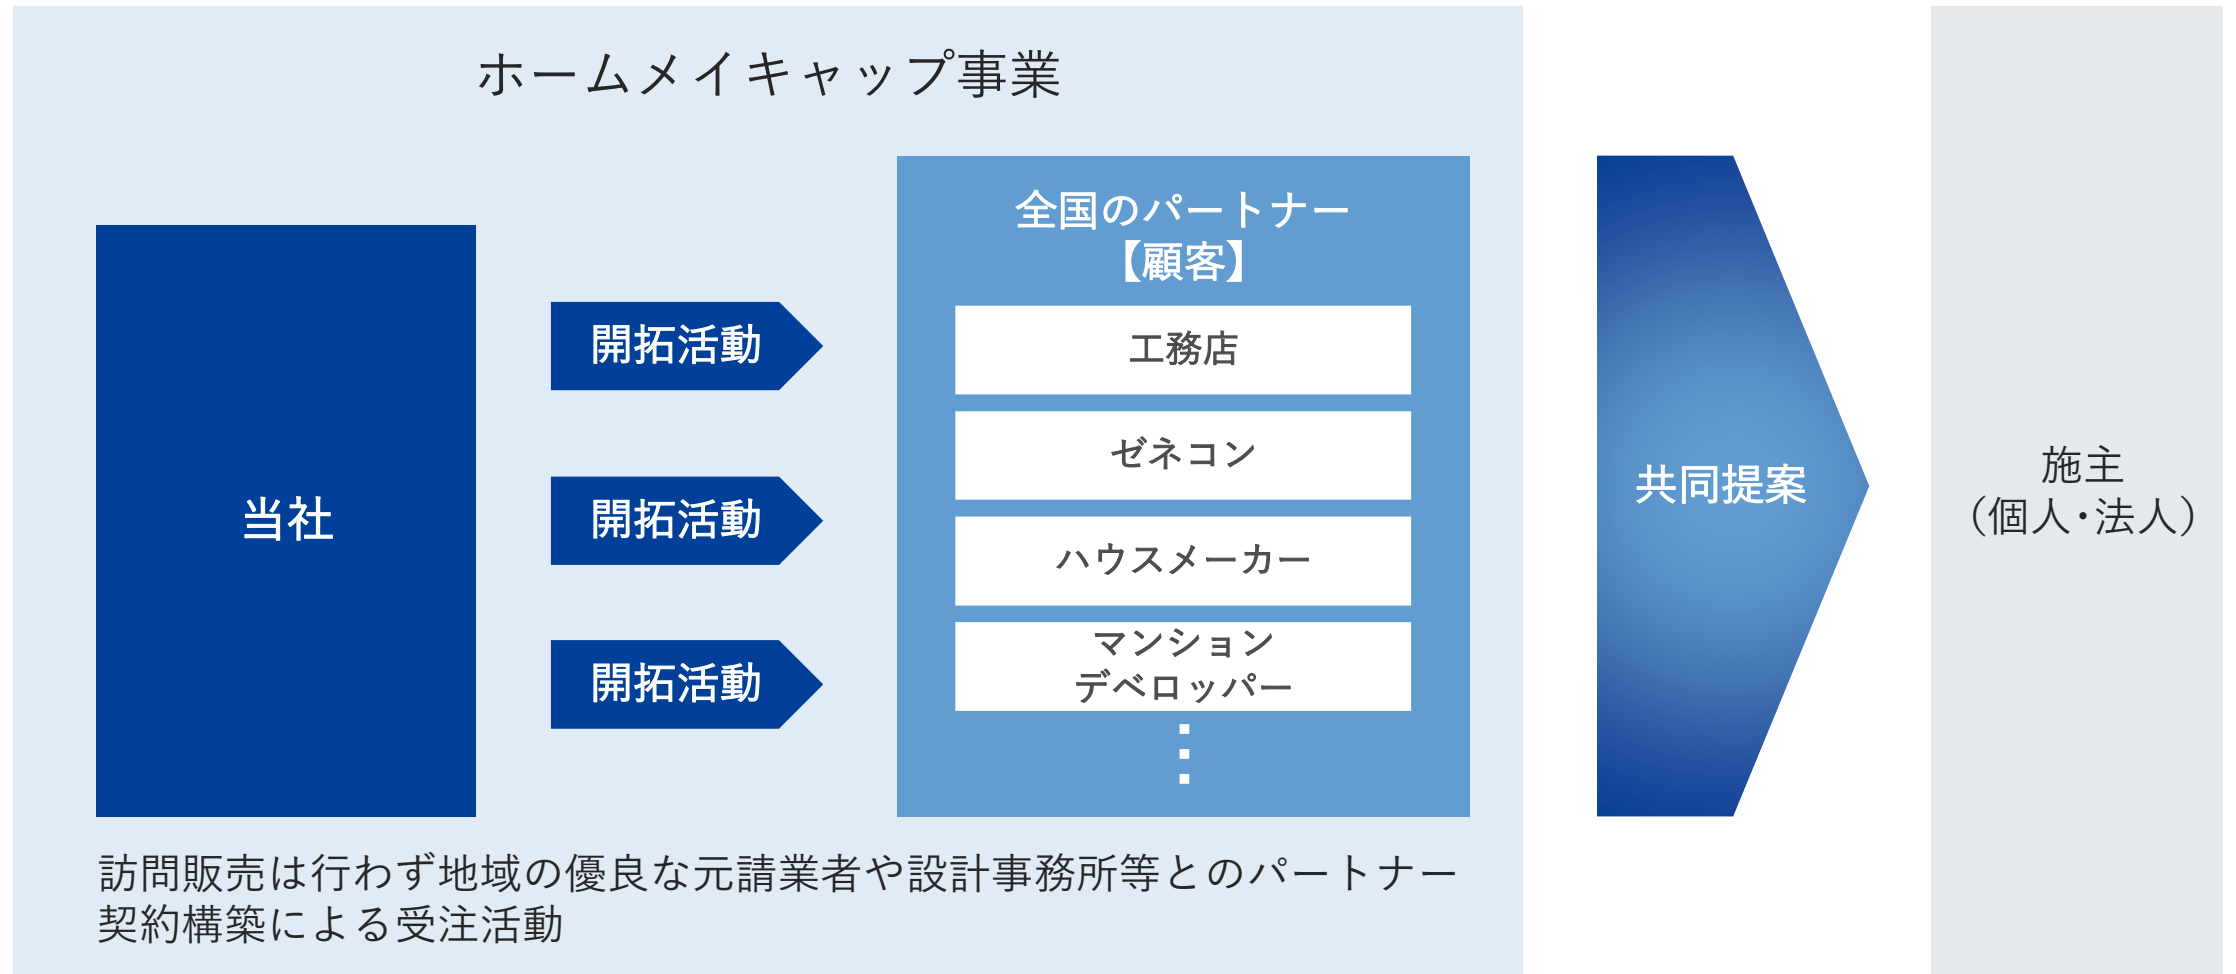 ホームメイキャップ事業
当社
開拓活動
開拓活動
開拓活動
全国のパートナー
【顧客】
工務店
ゼネコン
ハウスメーカー
マンション
デベロッパー
共同提案
施主
（個人・法人）
訪問販売は行わず地域の優良な元請業者や設計事務所等とのパートナー
契約構築による受注活動